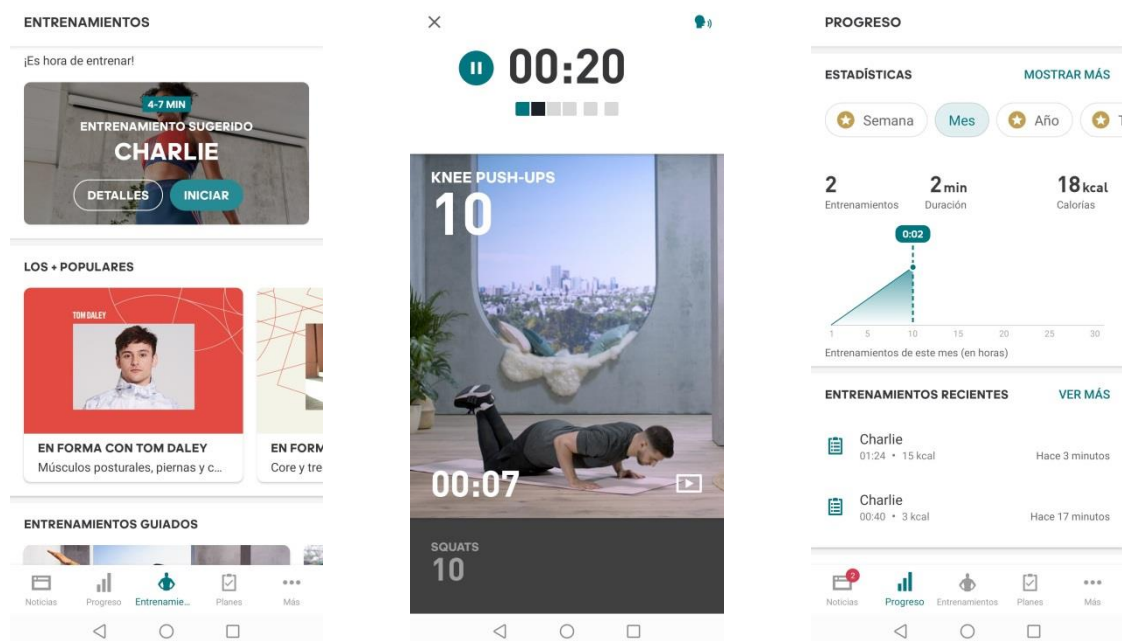 ENTRENAMIENTOS
¡Es hora de entrenar!
4-7 MIN
ENTRENAMIENTO SUGERIDO
CHARLIE
DETALLES
INICIAR
LOS + POPULARES
TOM DALEY
EN FORMA CON TOM DALEY
Músculos posturales, piernas y c...
EN FORM
Core y tre
ENTRENAMIENTOS GUIADOS
Noticias
Progreso
Entrenamie...
Planes
Más
00:20
KNEE PUSH-UPS
10
00:07
SQUATS
10
PROGRESO
ESTADÍSTICAS
MOSTRAR MÁS
Semana
Mes
Año
T
2
Entrenamientos
2 min
Duración
18 kcal
Calorías
0:02
1 5 10 15 20 25 30
Entrenamientos de este mes (en horas)
ENTRENAMIENTOS RECIENTES
VER MÁS
Charlie
01:24 • 15 kcal
Hace 3 minutos
Charlie
00:40 • 3 kcal
Hace 17 minutos
2
Noticias
Progreso
Entrenamientos
Planes
Más